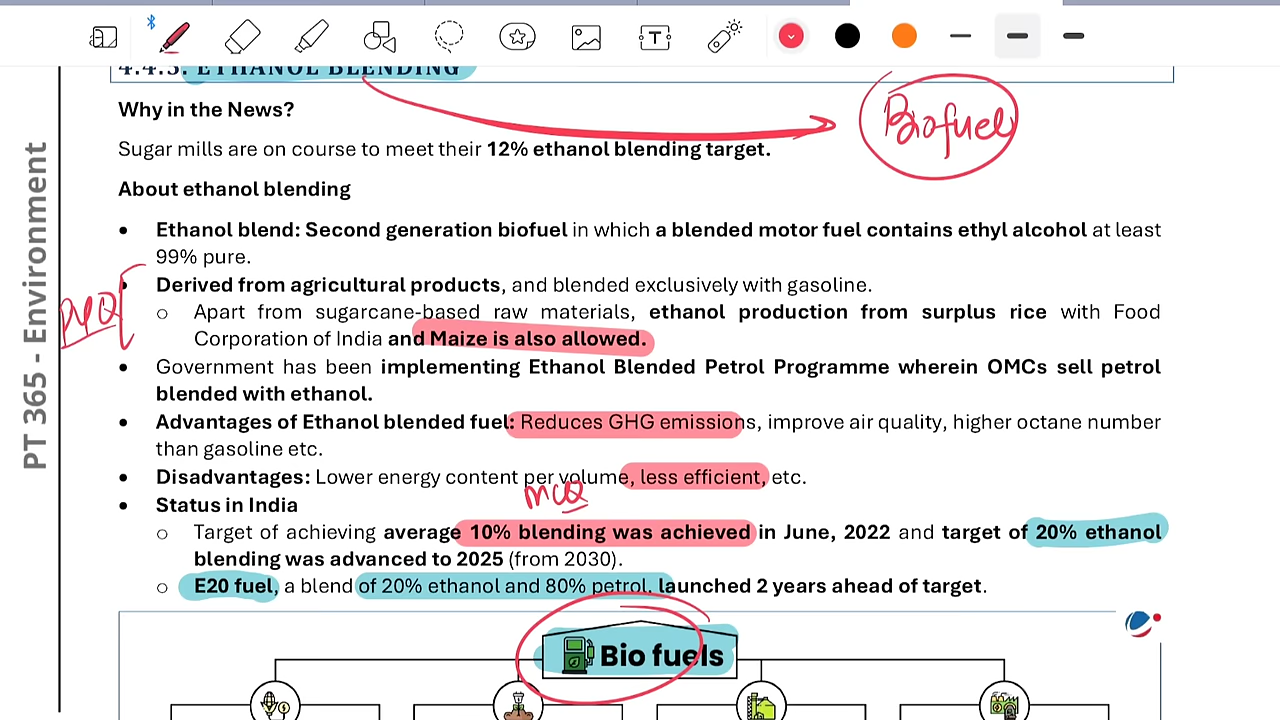 4.4.3. ETHANOL BLENDING
Why in the News?
Biofuel
Sugar mills are on course to meet their 12% ethanol blending target.
About ethanol blending
• Ethanol blend: Second generation biofuel in which a blended motor fuel contains ethyl alcohol at least
99% pure.
• Derived from agricultural products, and blended exclusively with gasoline.
PYQ
o Apart from sugarcane-based raw materials, ethanol production from surplus rice with Food
Corporation of India and Maize is also allowed.
• Government has been implementing Ethanol Blended Petrol Programme wherein OMCs sell petrol
blended with ethanol.
• Advantages of Ethanol blended fuel: Reduces GHG emissions, improve air quality, higher octane number
than gasoline etc.
• Disadvantages: Lower energy content per volume, less efficient, etc.
MCQ
• Status in India
o Target of achieving average 10% blending was achieved in June, 2022 and target of 20% ethanol
blending was advanced to 2025 (from 2030).
o E20 fuel, a blend of 20% ethanol and 80% petrol, launched 2 years ahead of target.
Bio fuels
PT 365 - Environment